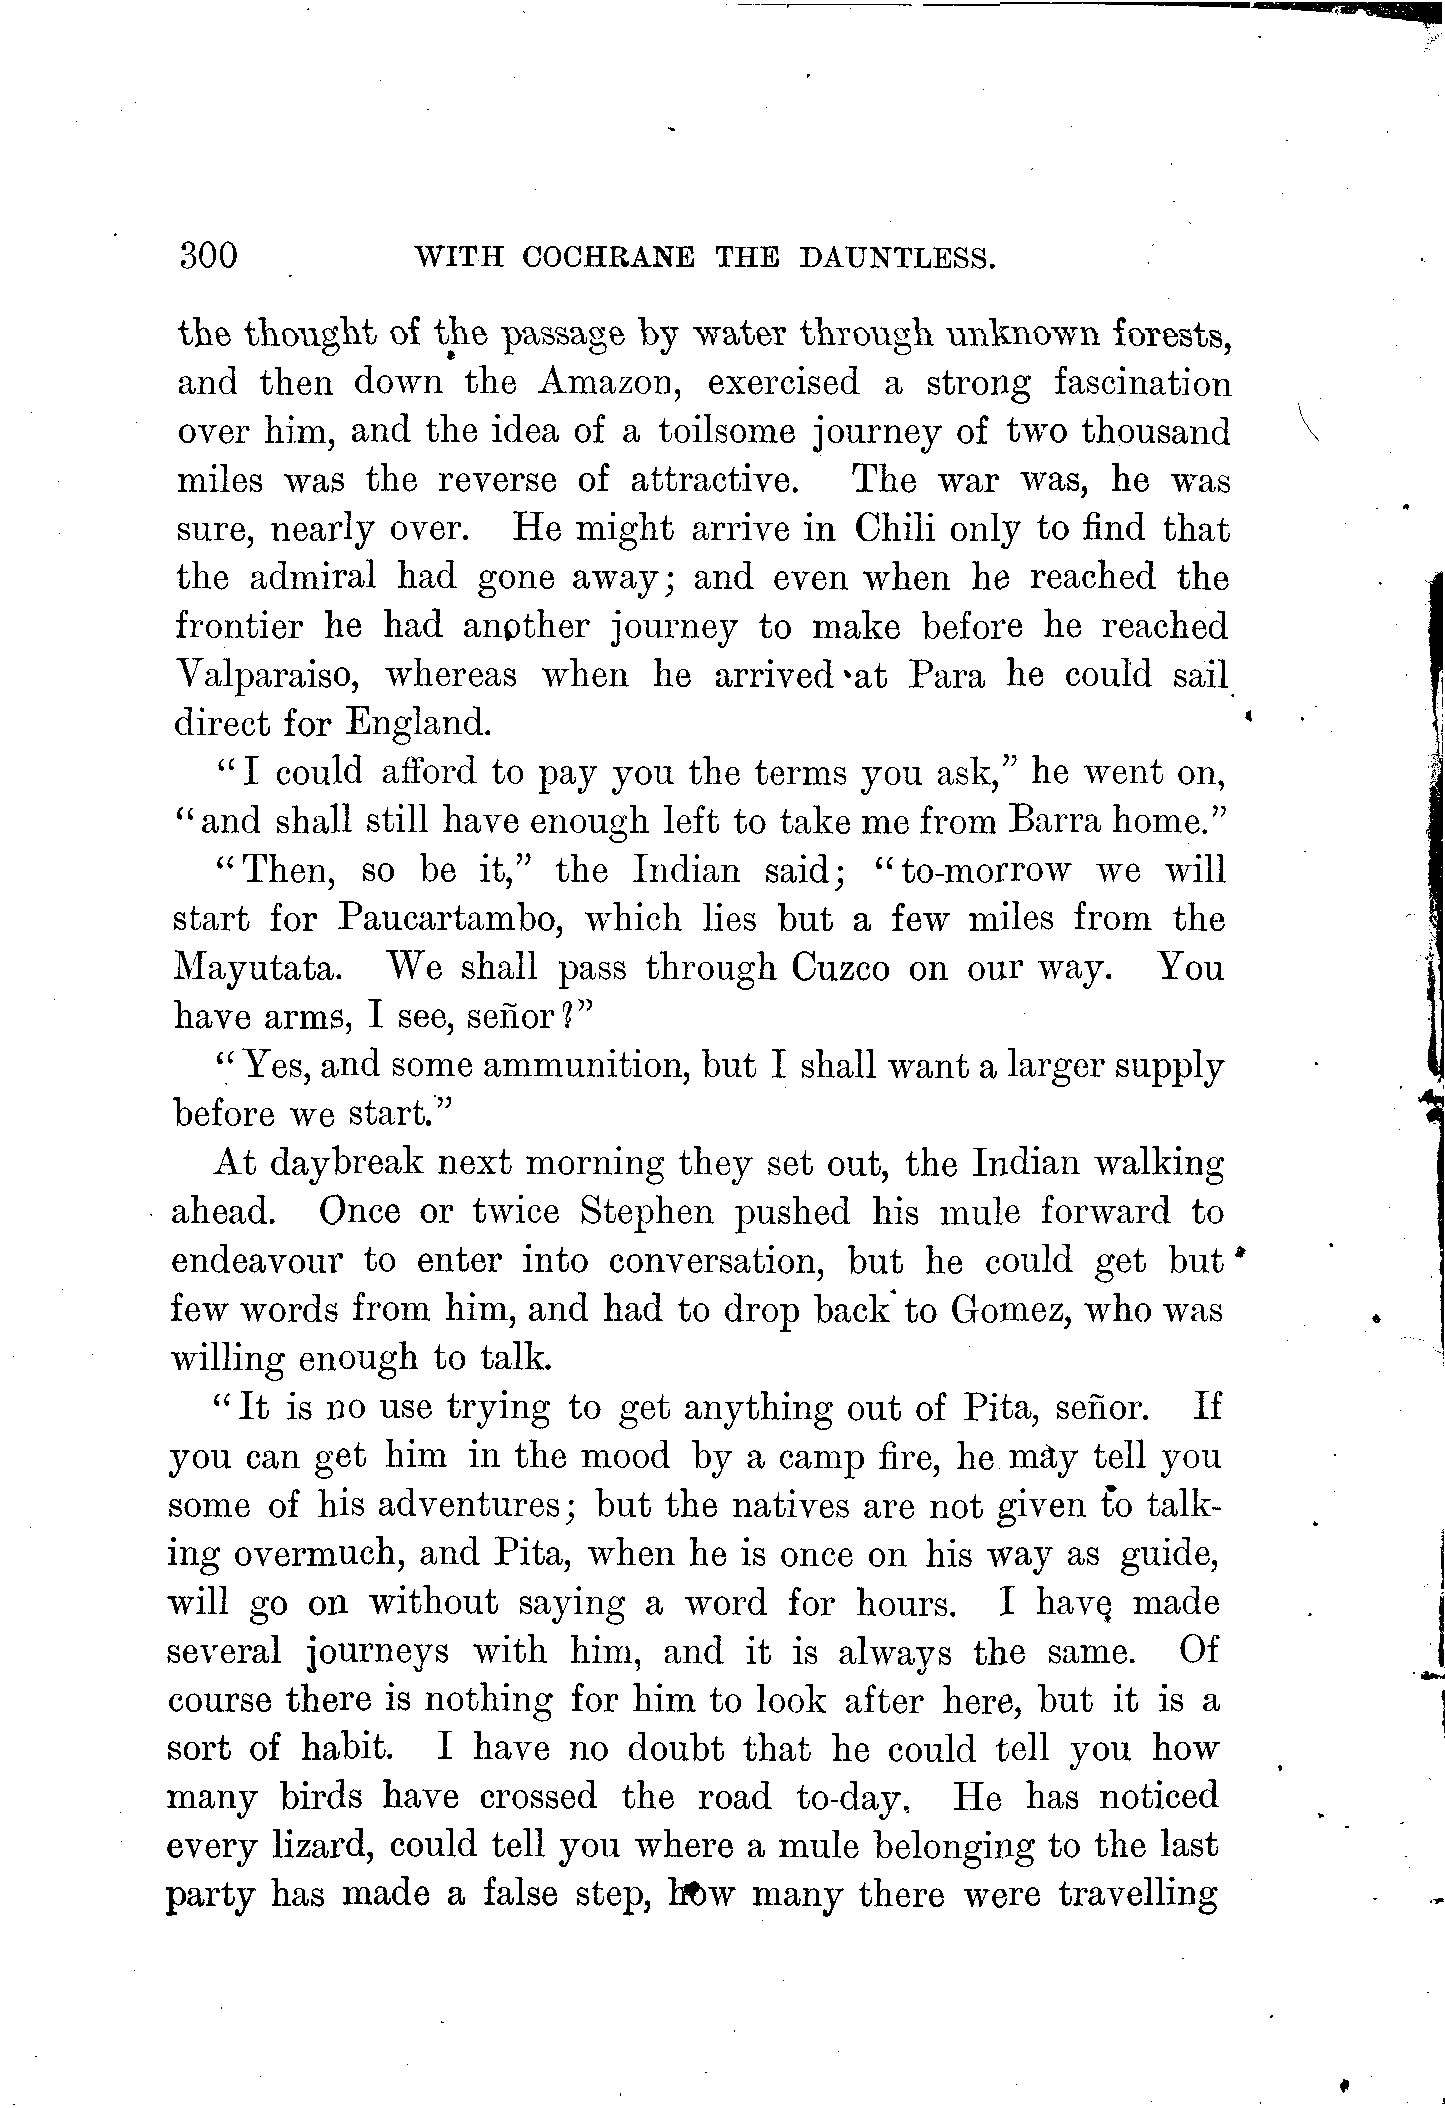 300 WITH COCHRANE THE DAUNTLESS.
the thought of the passage by water through unknown forests,
and then down the Amazon, exercised a strong fascination
over him, and the idea of a toilsome journey of two thousand
miles was the reverse of attractive. The war was, he was
sure, nearly over. He might arrive in Chili only to find that
the admiral had gone away; and even when he reached the
frontier he had another journey to make before he reached
Valparaiso, whereas when he arrived at Para he could sail
direct for England.
"I could afford to pay you the terms you ask," he went on,
"and shall still have enough left to take me from Barra home."
"Then, so be it," the Indian said; "to-morrow we will
start for Paucartambo, which lies but a few miles from the
Mayutata. We shall pass through Cuzco on our way. You
have arms, I see, señor?"
"Yes, and some ammunition, but I shall want a larger supply
before we start."
At daybreak next morning they set out, the Indian walking
ahead. Once or twice Stephen pushed his mule forward to
endeavour to enter into conversation, but he could get but
few words from him, and had to drop back to Gomez, who was
willing enough to talk.
"It is no use trying to get anything out of Pita, señor. If
you can get him in the mood by a camp fire, he may tell you
some of his adventures; but the natives are not given to talk-
ing overmuch, and Pita, when he is once on his way as guide,
will go on without saying a word for hours. I have made
several journeys with him, and it is always the same. Of
course there is nothing for him to look after here, but it is a
sort of habit. I have no doubt that he could tell you how
many birds have crossed the road to-day. He has noticed
every lizard, could tell you where a mule belonging to the last
party has made a false step, how many there were travelling